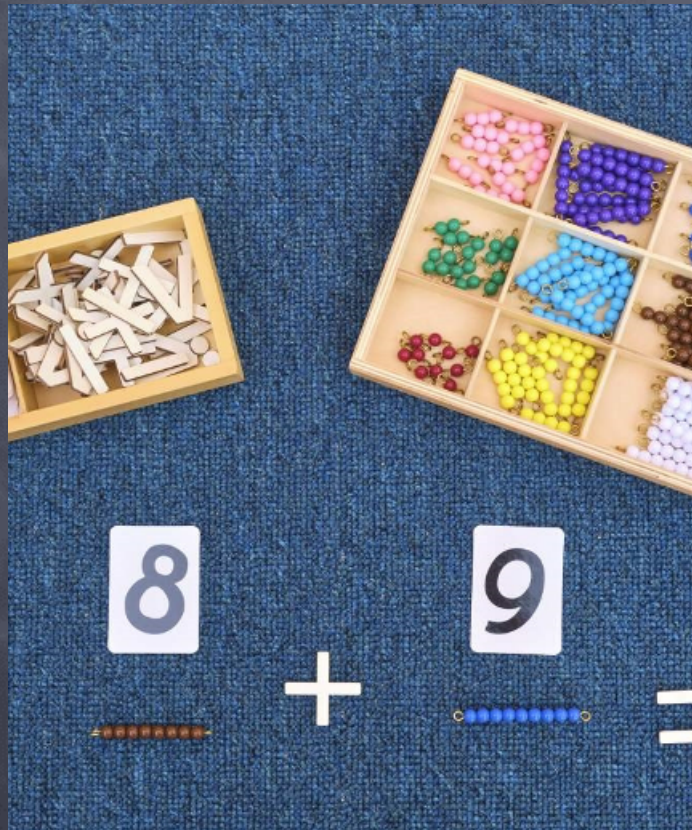 8 + 9 =